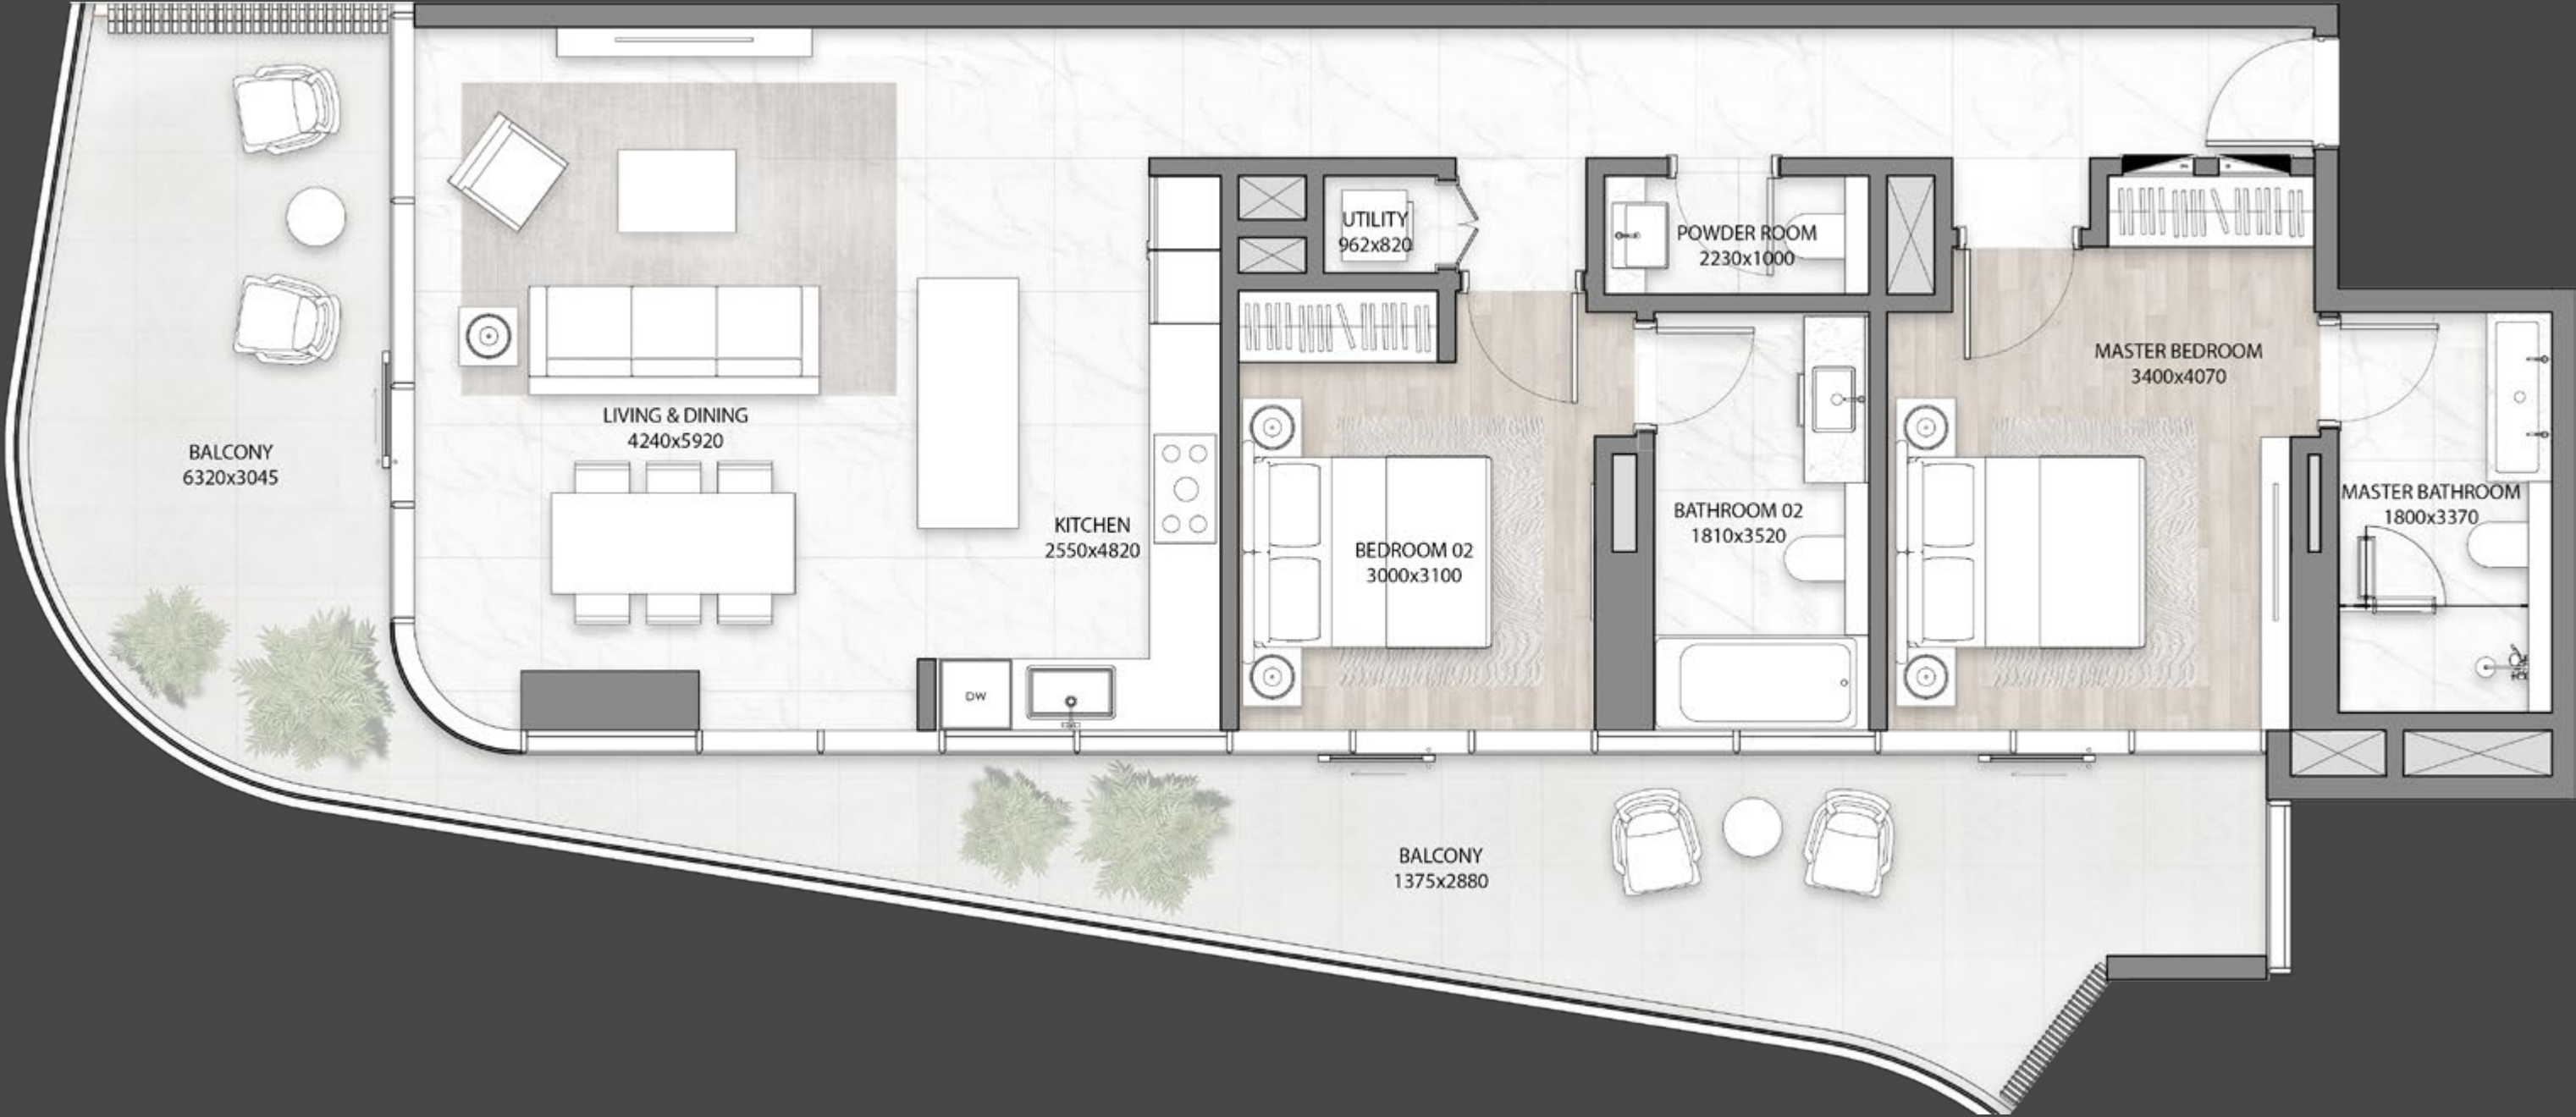 UTILITY
962x820
POWDER ROOM
2230x1000
MASTER BEDROOM
3400x4070
LIVING & DINING
4240x5920
BALCONY
6320x3045
KITCHEN
2550x4820
BEDROOM 02
3000x3100
BATHROOM 02
1810x3520
MASTER BATHROOM
1800x3370
DW
BALCONY
1375x2880